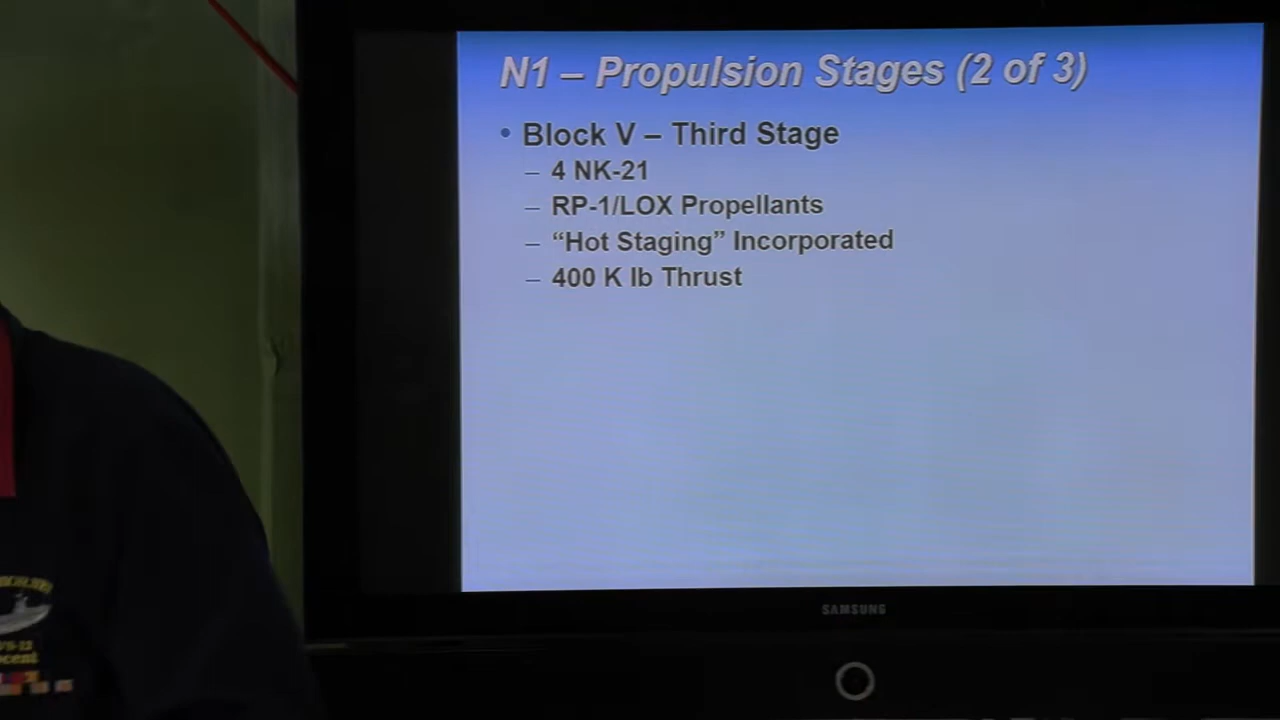 N1 – Propulsion Stages (2 of 3)
• Block V – Third Stage
– 4 NK-21
– RP-1/LOX Propellants
– “Hot Staging” Incorporated
– 400 K lb Thrust
SAMSUNG